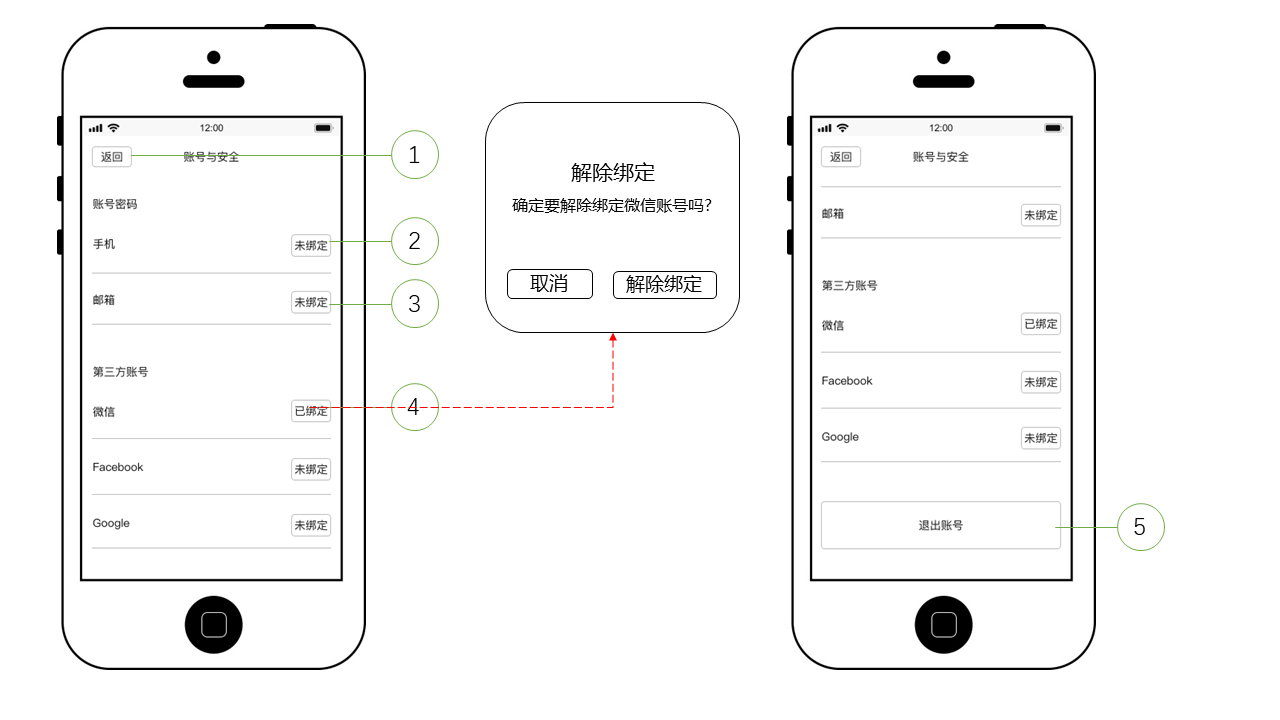 12:00
返回
账号与安全
1
账号密码
手机
未绑定
2
邮箱
未绑定
3
第三方账号
微信
已绑定
4
Facebook
未绑定
Google
未绑定
解除绑定
确定要解除绑定微信账号吗?
取消
解除绑定
12:00
返回
账号与安全
邮箱
未绑定
第三方账号
微信
已绑定
Facebook
未绑定
Google
未绑定
退出账号
5